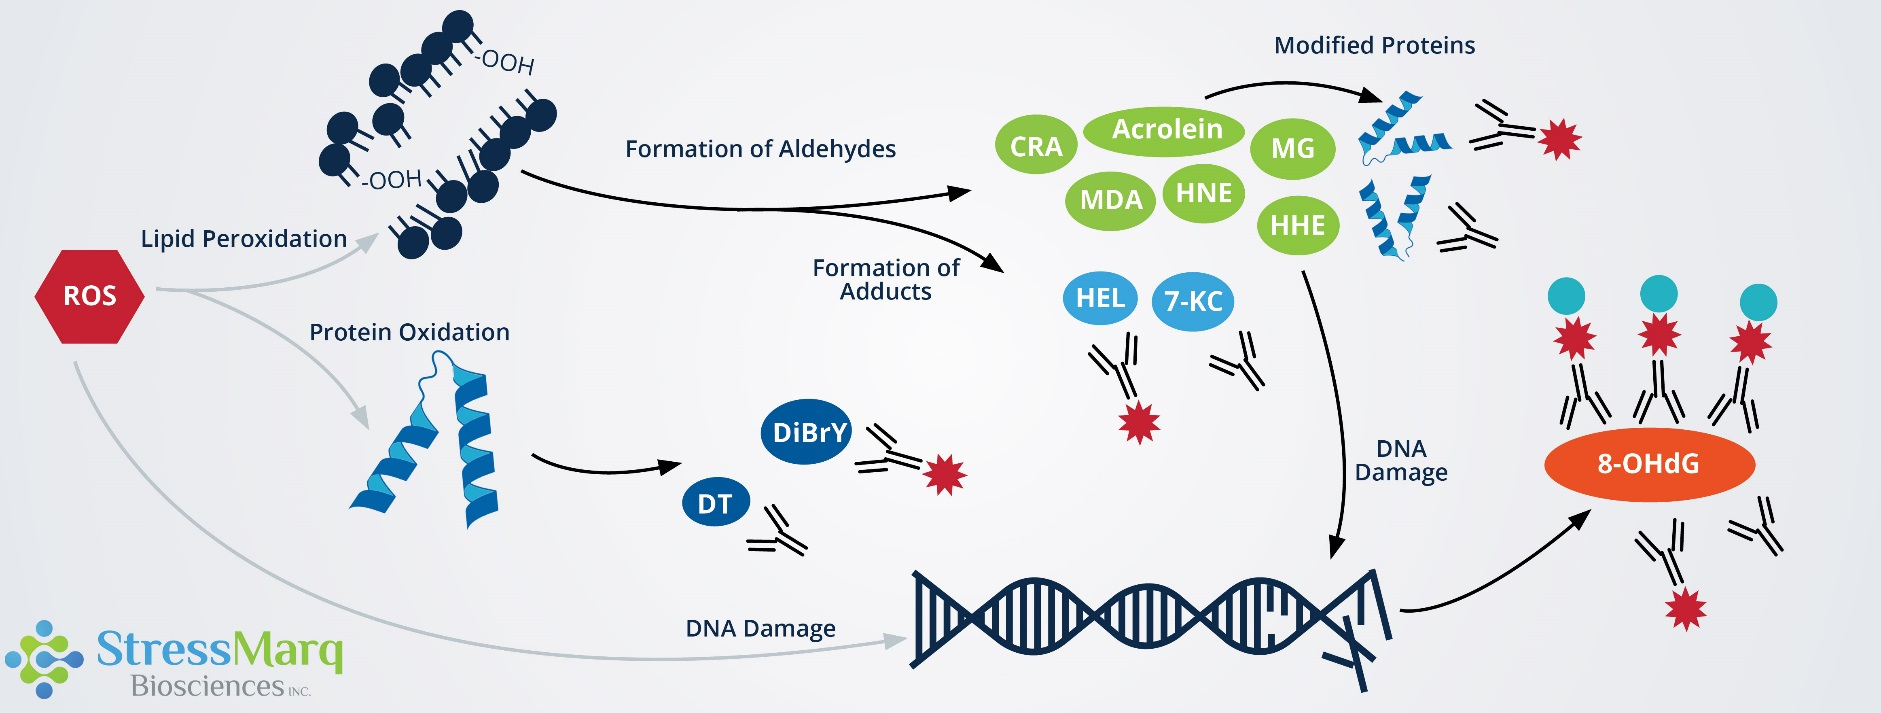 -OOH
Modified Proteins
CRA
Acrolein
MG
Formation of Aldehydes
-OOH
MDA
HNE
HHE
Lipid Peroxidation
Formation of
Adducts
ROS
HEL
7-KC
Protein Oxidation
DiBrY
DNA
Damage
8-OHdG
DT
DNA Damage
StressMarq
Biosciences INC.